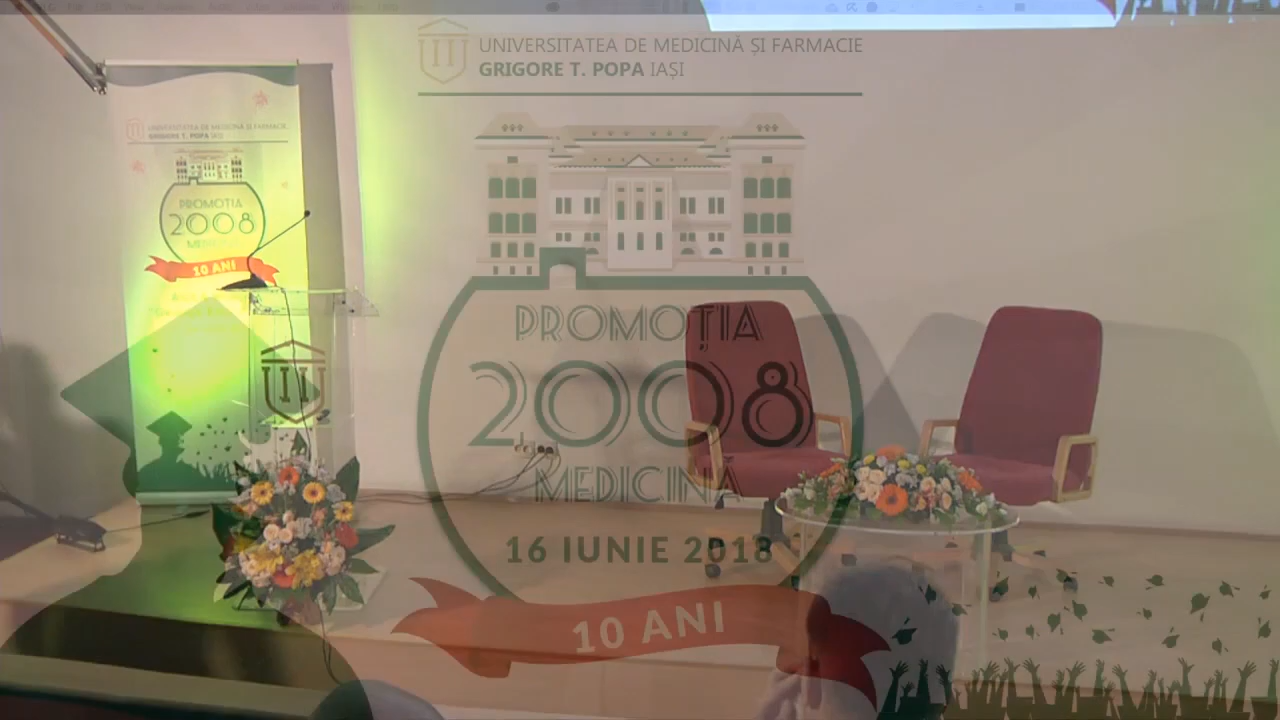 UNIVERSITATEA DE MEDICINĂ ȘI FARMACIE
GRIGORE T. POPA IAȘI
PROMOȚIA
2008
MEDICINĂ
16 IUNIE 2018
10 ANI
UNIVERSITATEA DE MEDICINĂ ȘI FARMACIE
GRIGORE T. POPA IAȘI
PROMOȚIA
2008
MEDICINĂ
10 ANI